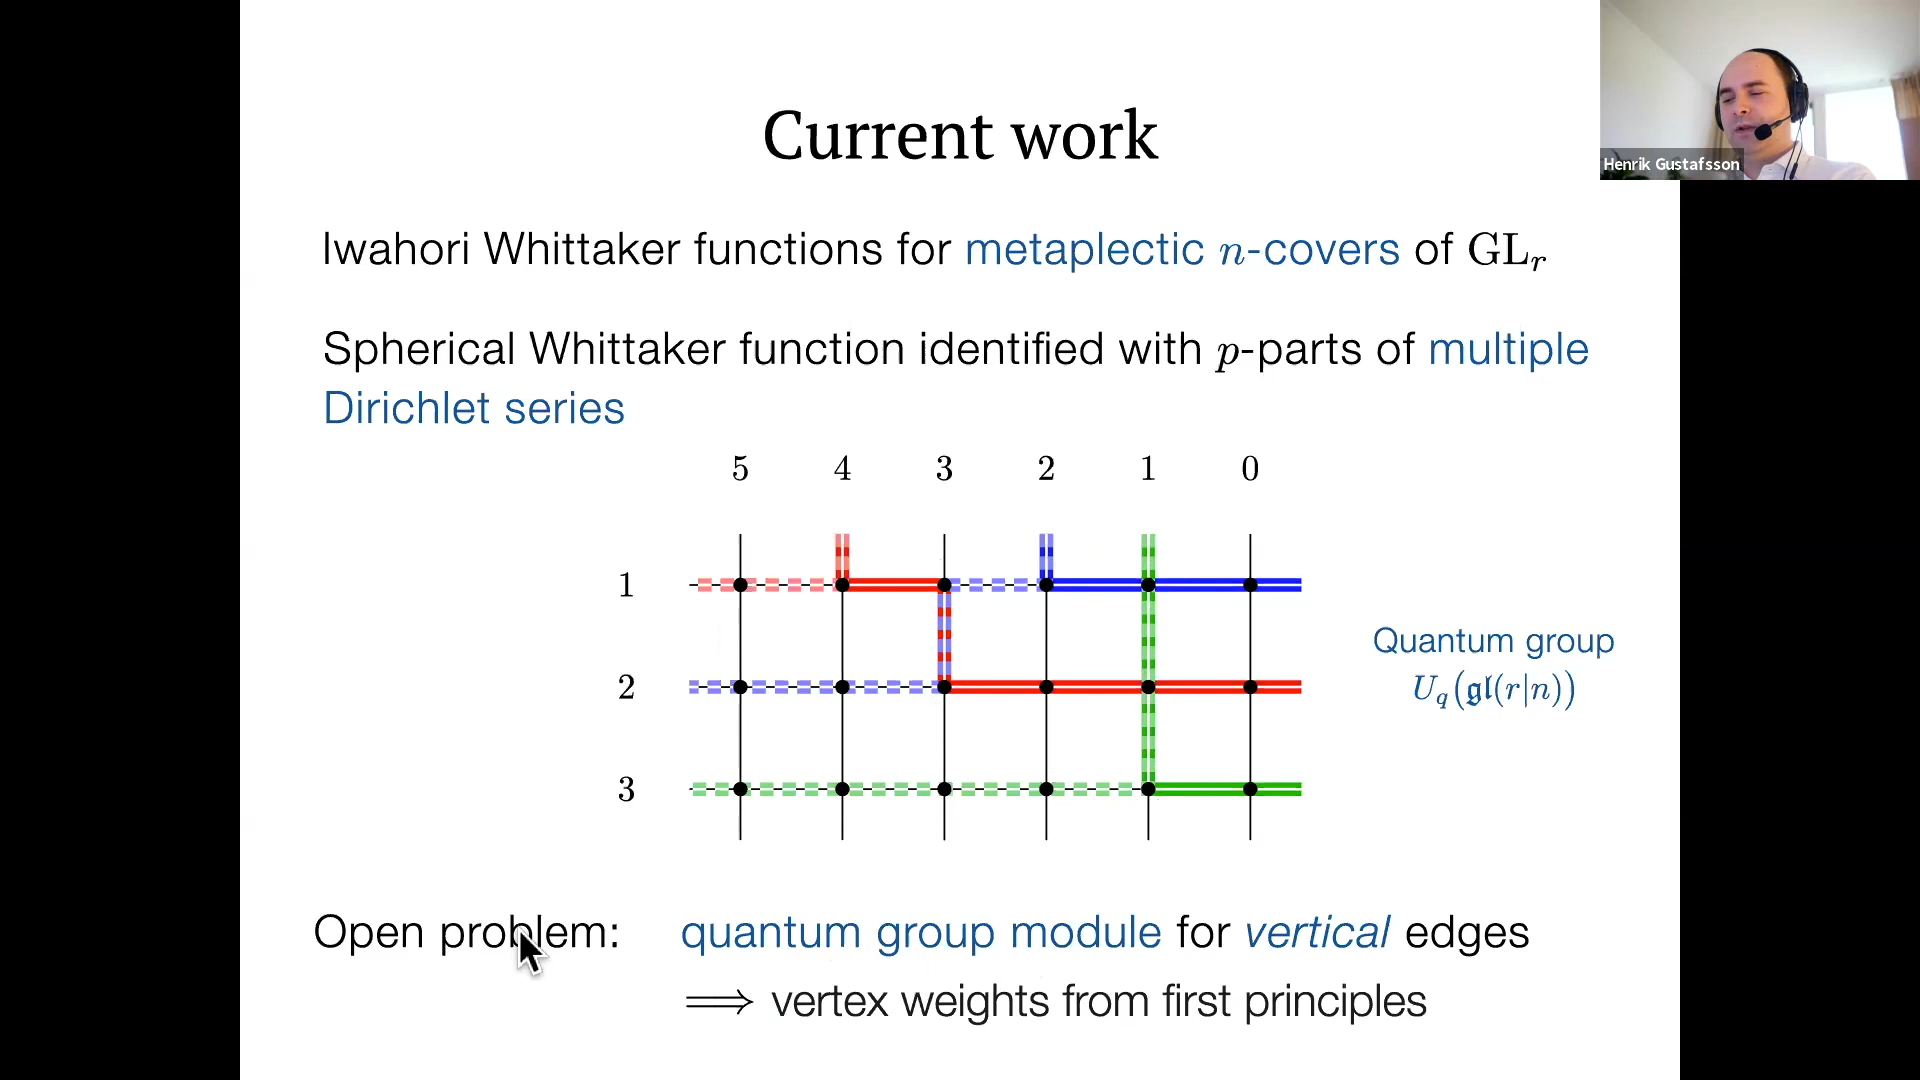 Current work
Henrik Gustafsson
Iwahori Whittaker functions for metaplectic n-covers of GLᵣ
Spherical Whittaker function identified with p-parts of multiple
Dirichlet series
5 4 3 2 1 0
1
2
3
Quantum group
U_q(𝔤𝔩(r|n))
Open problem: quantum group module for vertical edges
⟹ vertex weights from first principles